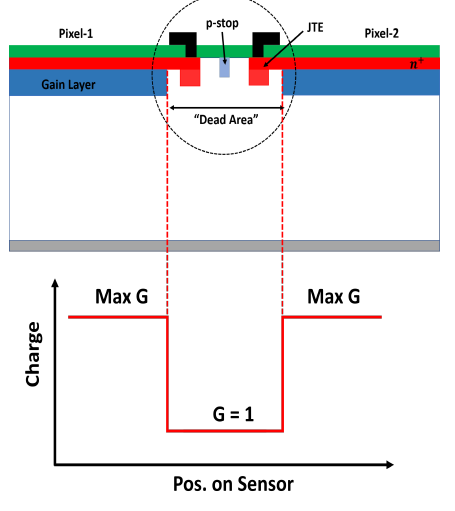 p-stop
Pixel-1
Pixel-2
JTE
n⁺
Gain Layer
“Dead Area”
Max G
Max G
Charge
G = 1
Pos. on Sensor